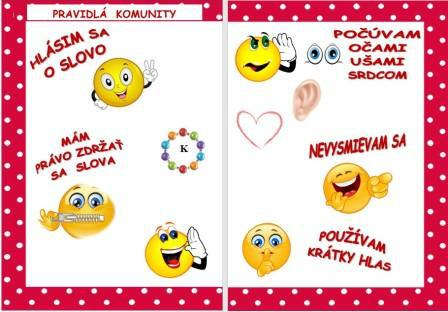 PRAVIDLÁ KOMUNITY
HLÁSIM SA
O SLOVO
MÁM
PRÁVO ZDRŽAŤ
SA SLOVA
K
POČÚVAM
OČAMI
UŠAMI
SRDCOM
NEVYSMIEVAM SA
POUŽÍVAM
KRÁTKY HLAS